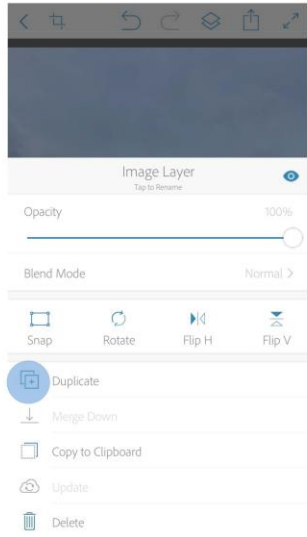 Image Layer
Tap to Rename
Opacity 100%
Blend Mode Normal >
Snap Rotate Flip H Flip V
Duplicate
Merge Down
Copy to Clipboard
Update
Delete